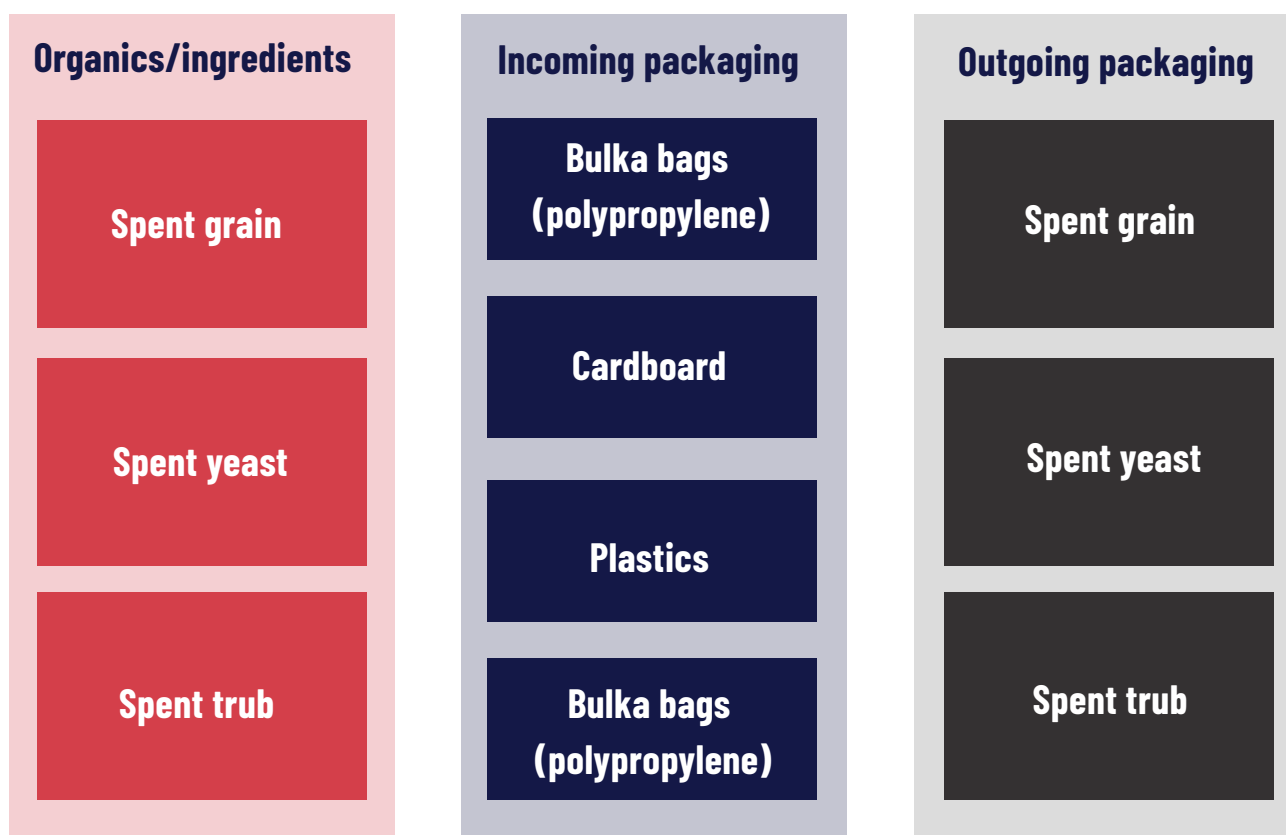 Organics/ingredients
Spent grain
Spent yeast
Spent trub
Incoming packaging
Bulka bags
(polypropylene)
Cardboard
Plastics
Bulka bags
(polypropylene)
Outgoing packaging
Spent grain
Spent yeast
Spent trub